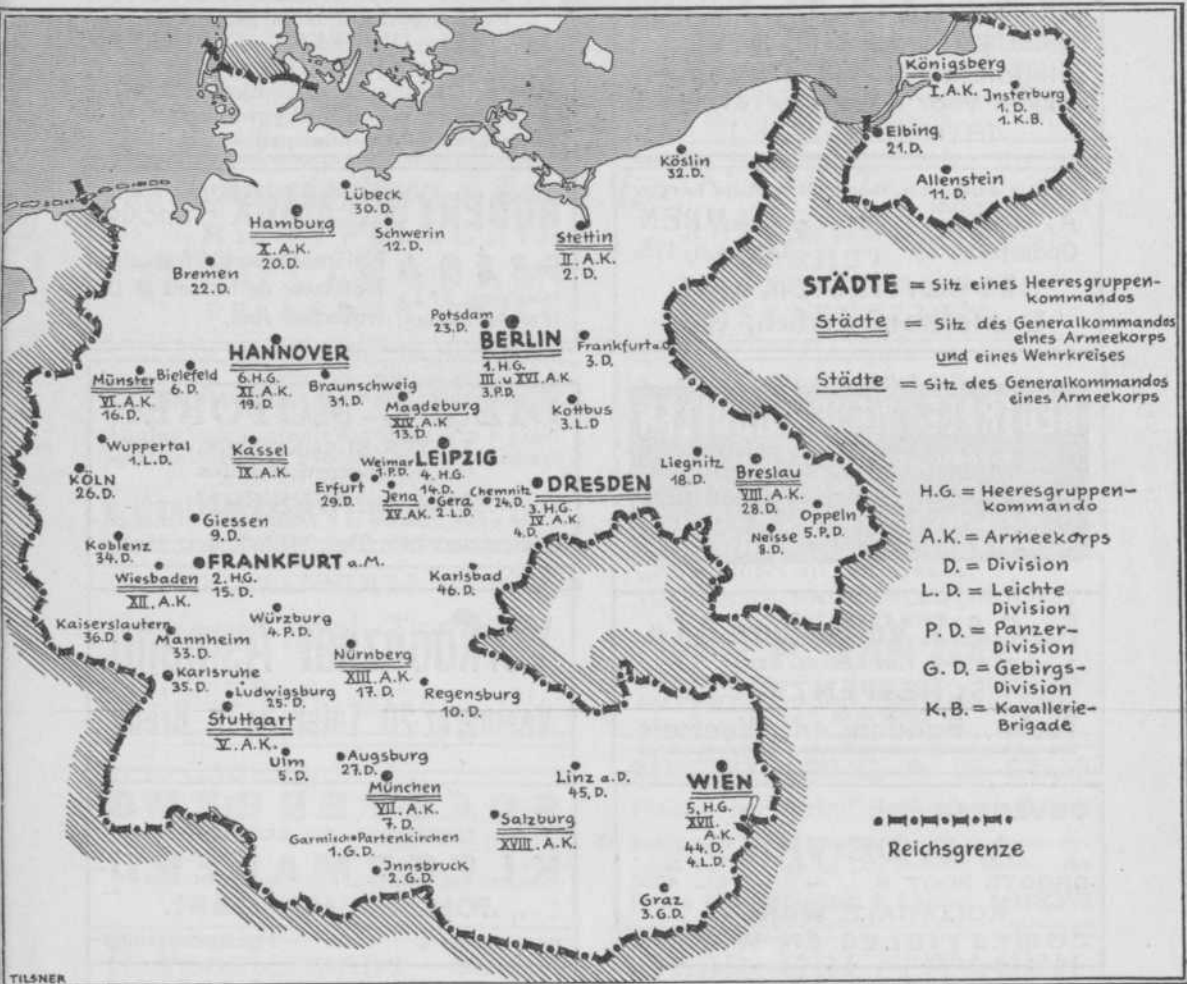 Königsberg
I. A.K.
Insterburg
1. D.
1. K.B.
Elbing
21. D.
Allenstein
11. D.
Köslin
32. D.
Lübeck
30. D.
Hamburg
X. A.K.
20. D.
Schwerin
12. D.
Stettin
II. A.K.
2. D.
Bremen
22. D.
STÄDTE = Sitz eines Heeresgruppen-
kommandos
Städte = Sitz des Generalkommandos
eines Armeekorps
und eines Wehrkreises
Städte = Sitz des Generalkommandos
eines Armeekorps
Potsdam
23. D.
BERLIN
1. H.G.
III. u XVI. A.K.
3. P.D.
Frankfurt a.O
3. D.
HANNOVER
6. H.G.
XI. A.K.
19. D.
Münster
VI. A.K.
16. D.
Bielefeld
6. D.
Braunschweig
31. D.
Magdeburg
XIV. A.K
13. D.
Kottbus
3. L.D
Wuppertal
1. L.D.
Kassel
IX. A.K.
KÖLN
26. D.
Weimar
1. P.D.
LEIPZIG
4. H.G.
14. D.
Erfurt
29. D.
Jena
XV. AK.
Gera
2. L.D.
Chemnitz
24. D.
DRESDEN
3. H.G.
IV. A.K.
4. D.
Liegnitz
18. D.
Breslau
VIII. A.K.
28. D.
Oppeln
5. P.D.
Neisse
8. D.
Giessen
9. D.
Koblenz
34. D.
FRANKFURT a.M.
2. H.G.
15. D.
Wiesbaden
XII. A.K.
Karlsbad
46. D.
H.G. = Heeresgruppen-
kommando
A.K. = Armeekorps
D. = Division
L. D. = Leichte
Division
P. D. = Panzer-
Division
G. D. = Gebirgs-
Division
K. B. = Kavallerie-
Brigade
Würzburg
4. P.D.
Kaiserslautern
36. D.
Mannheim
33. D.
Nürnberg
XIII. A.K
17. D.
Karlsruhe
35. D.
Ludwigsburg
25. D.
Regensburg
10. D.
Stuttgart
V. A.K.
Ulm
5. D.
Augsburg
27. D.
München
VII. A.K.
7. D.
Linz a.D.
45. D.
WIEN
5. H.G.
XVII.
A.K.
44. D.
4. L.D.
Salzburg
XVIII. A.K.
Garmisch Partenkirchen
1. G.D.
Innsbruck
2. G.D.
Graz
3. G.D.
Reichsgrenze
TILSNER